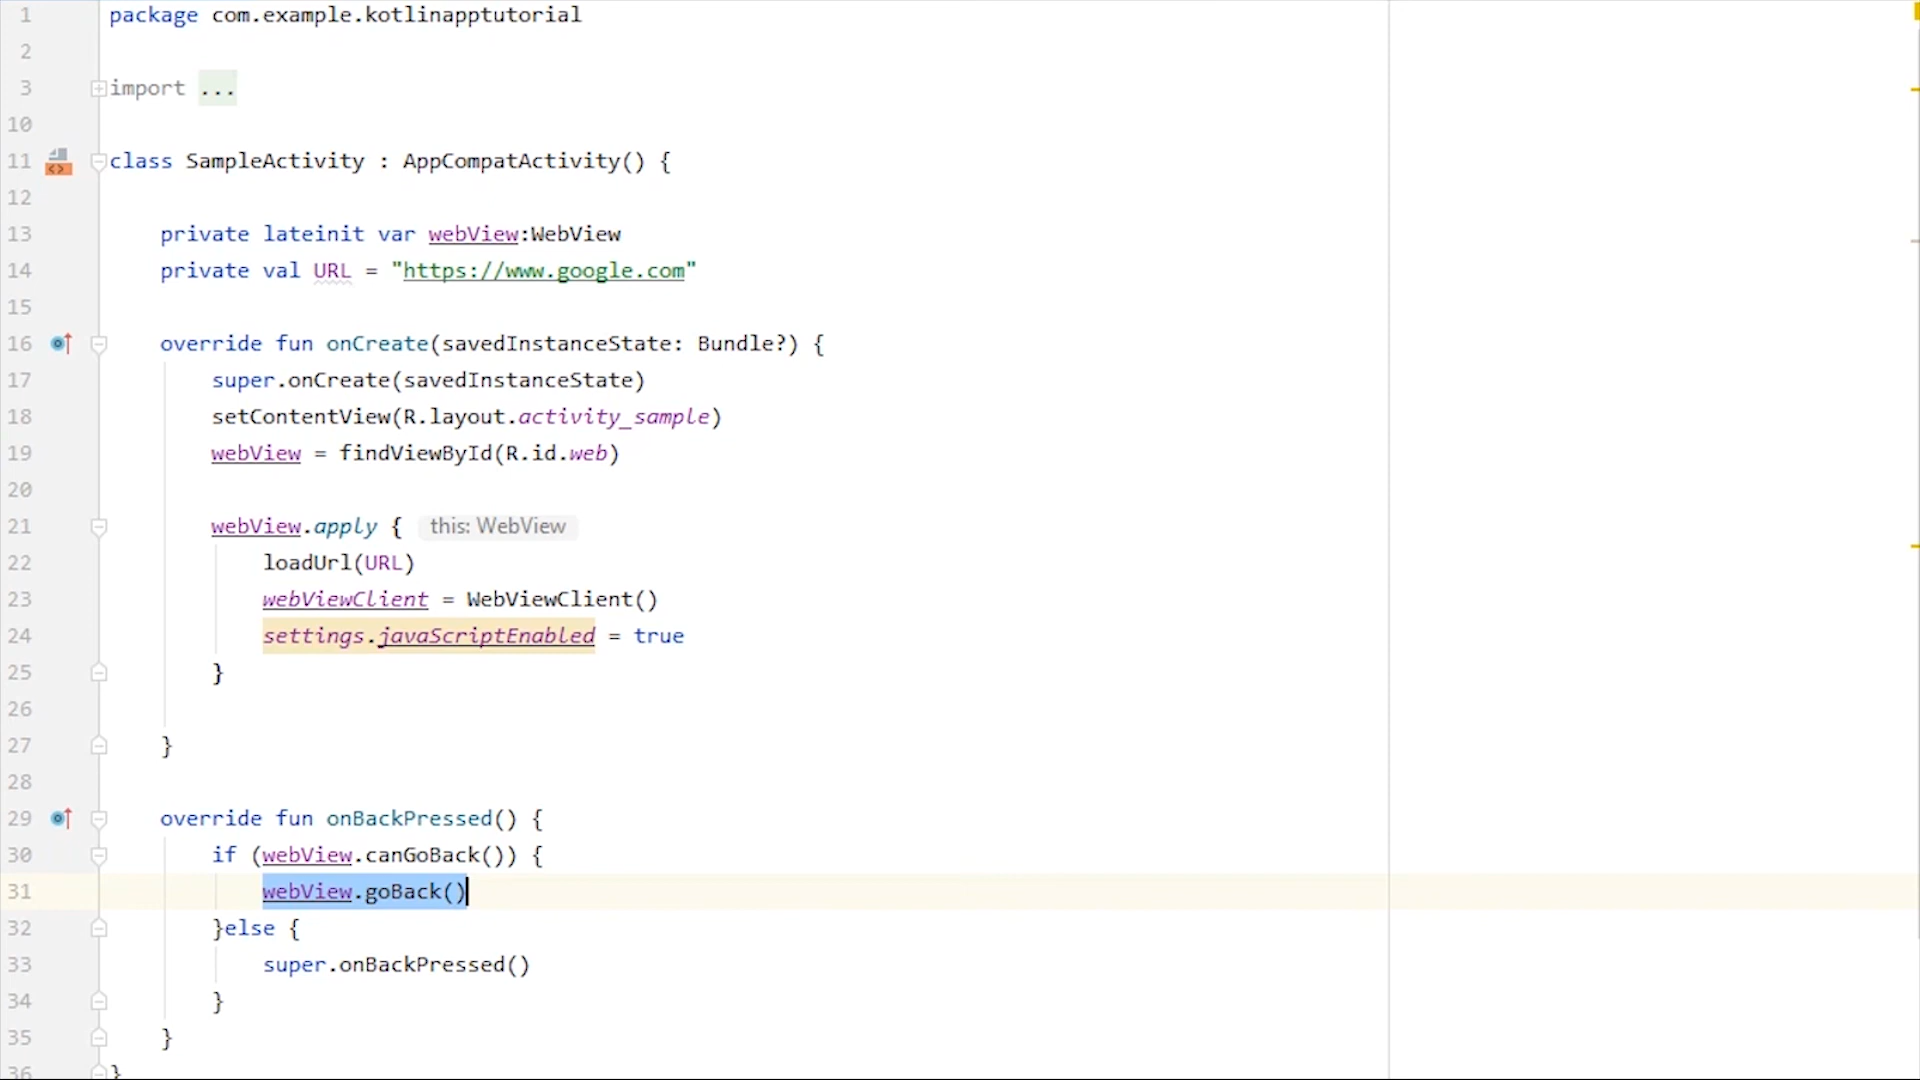 1 package com.example.kotlinapptutorial
2
3 import ...
10
11 class SampleActivity : AppCompatActivity() {
12
13 private lateinit var webView:WebView
14 private val URL = "https://www.google.com"
15
16 override fun onCreate(savedInstanceState: Bundle?) {
17 super.onCreate(savedInstanceState)
18 setContentView(R.layout.activity_sample)
19 webView = findViewById(R.id.web)
20
21 webView.apply { this: WebView
22 loadUrl(URL)
23 webViewClient = WebViewClient()
24 settings.javaScriptEnabled = true
25 }
26
27 }
28
29 override fun onBackPressed() {
30 if (webView.canGoBack()) {
31 webView.goBack()
32 }else {
33 super.onBackPressed()
34 }
35 }
36 }